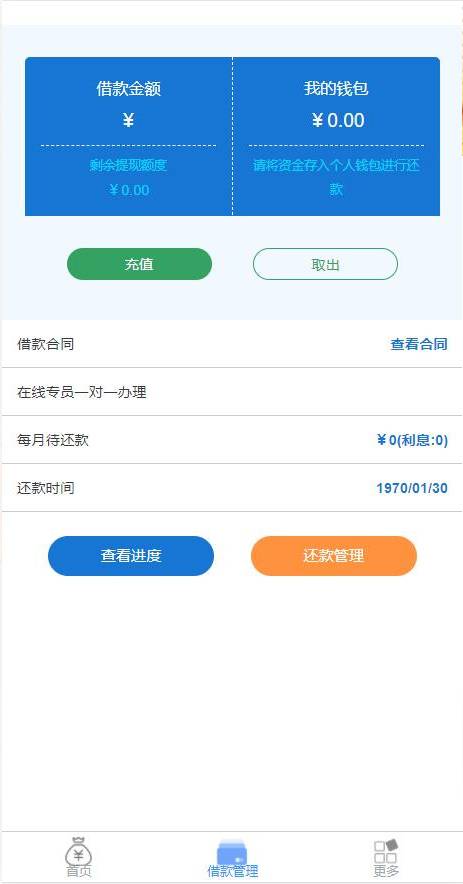 借款金额
¥
剩余提现额度
¥0.00
我的钱包
¥0.00
请将资金存入个人钱包进行还
款
充值
取出
借款合同
查看合同
在线专员一对一办理
每月待还款
¥0(利息:0)
还款时间
1970/01/30
查看进度
还款管理
¥
首页
借款管理
更多